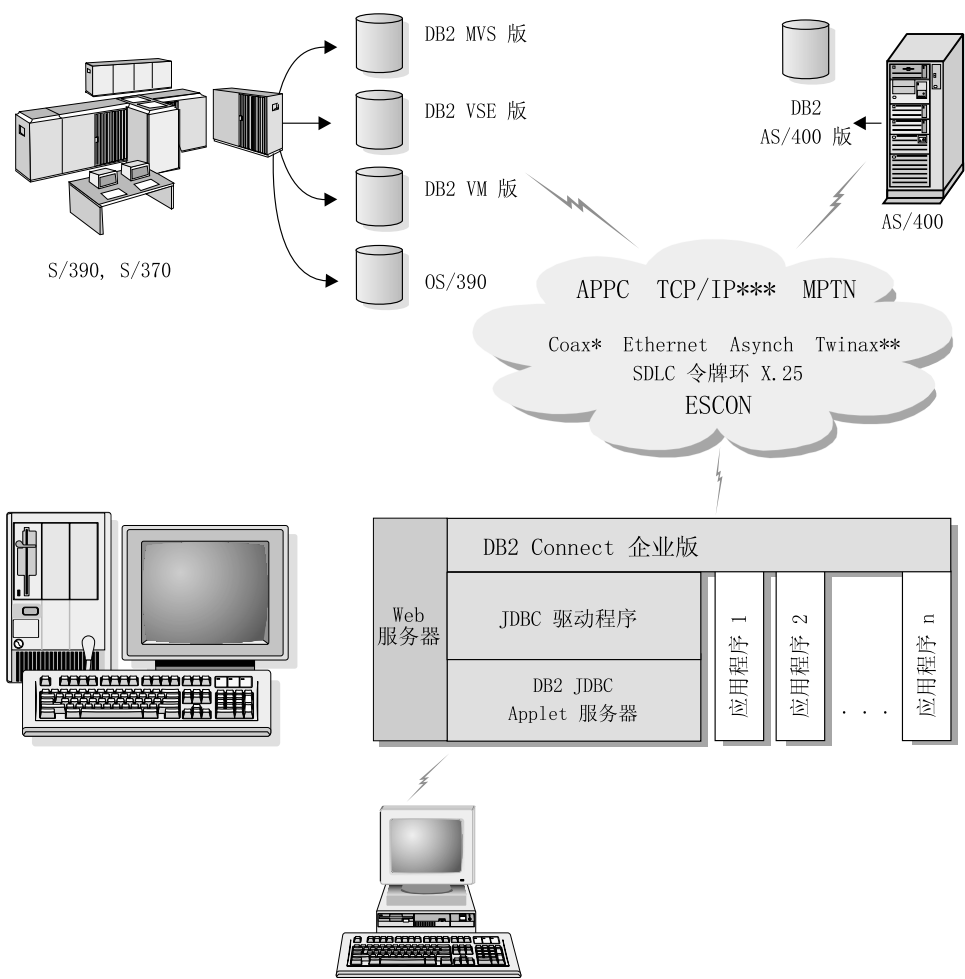 DB2 MVS 版
DB2 VSE 版
DB2 VM 版
OS/390
S/390, S/370
DB2
AS/400 版
AS/400
APPC TCP/IP*** MPTN
Coax* Ethernet Asynch Twinax**
SDLC 令牌环 X.25
ESCON
DB2 Connect 企业版
Web
服务器
JDBC 驱动程序
DB2 JDBC
Applet 服务器
应用程序 1
应用程序 2
. . .
应用程序 n